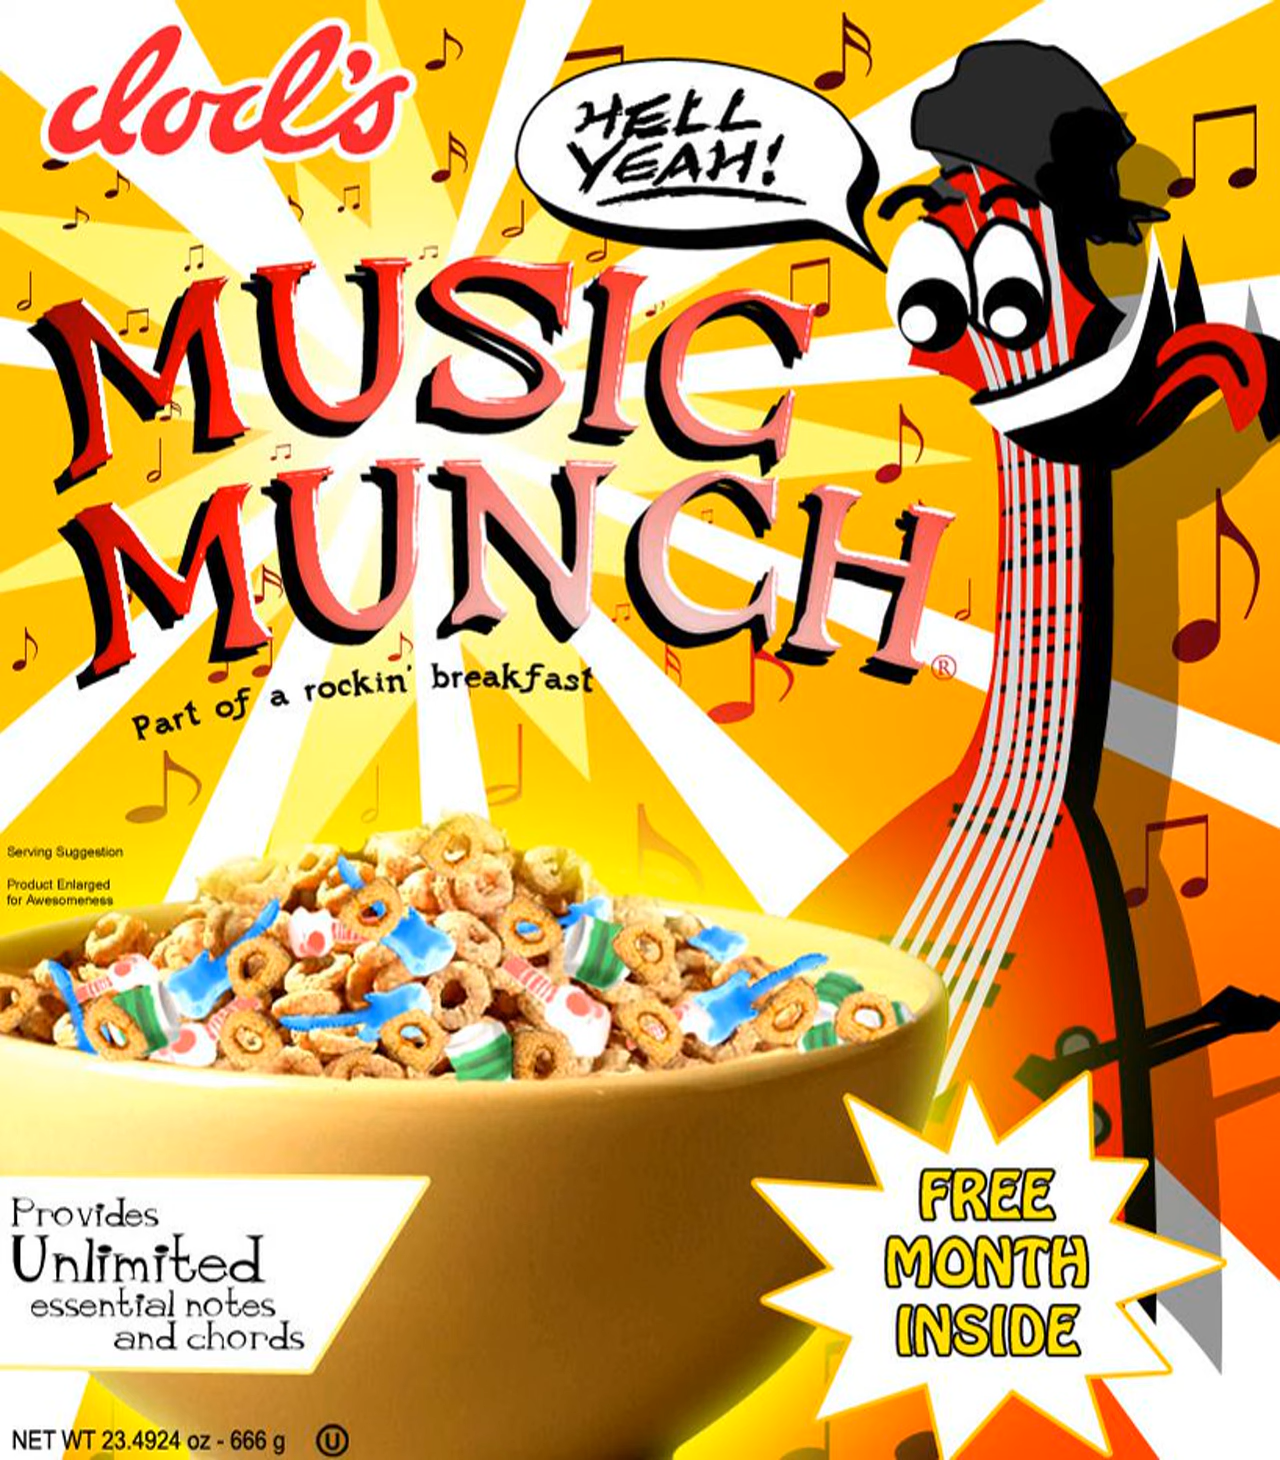 dod's
HELL
YEAH!
MUSIC
MUNCH®
Part of a rockin' breakfast
Serving Suggestion
Product Enlarged
for Awesomeness
Provides
Unlimited
essential notes
and chords
FREE
MONTH
INSIDE
NET WT 23.4924 oz - 666 g U